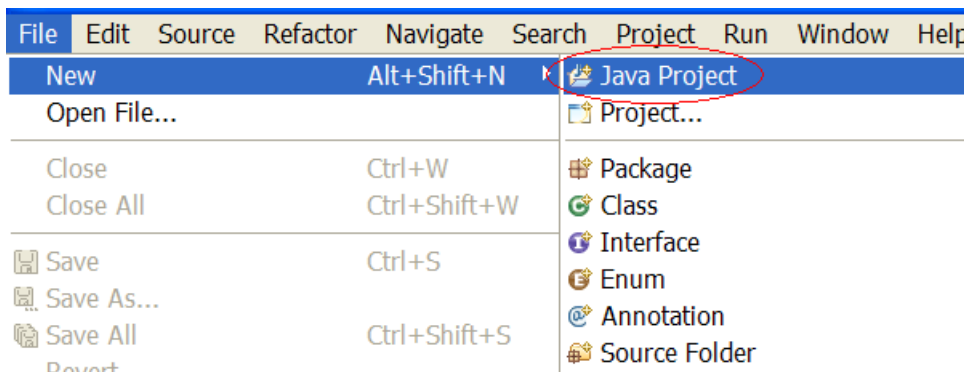 File Edit Source Refactor Navigate Search Project Run Window Help
New Alt+Shift+N
Open File...
Close Ctrl+W
Close All Ctrl+Shift+W
Save Ctrl+S
Save As...
Save All Ctrl+Shift+S
Revert
Java Project
Project...
Package
Class
Interface
Enum
Annotation
Source Folder